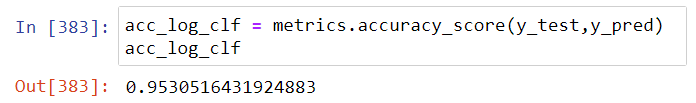 In [383]: acc_log_clf = metrics.accuracy_score(y_test,y_pred)
acc_log_clf
Out[383]: 0.9530516431924883